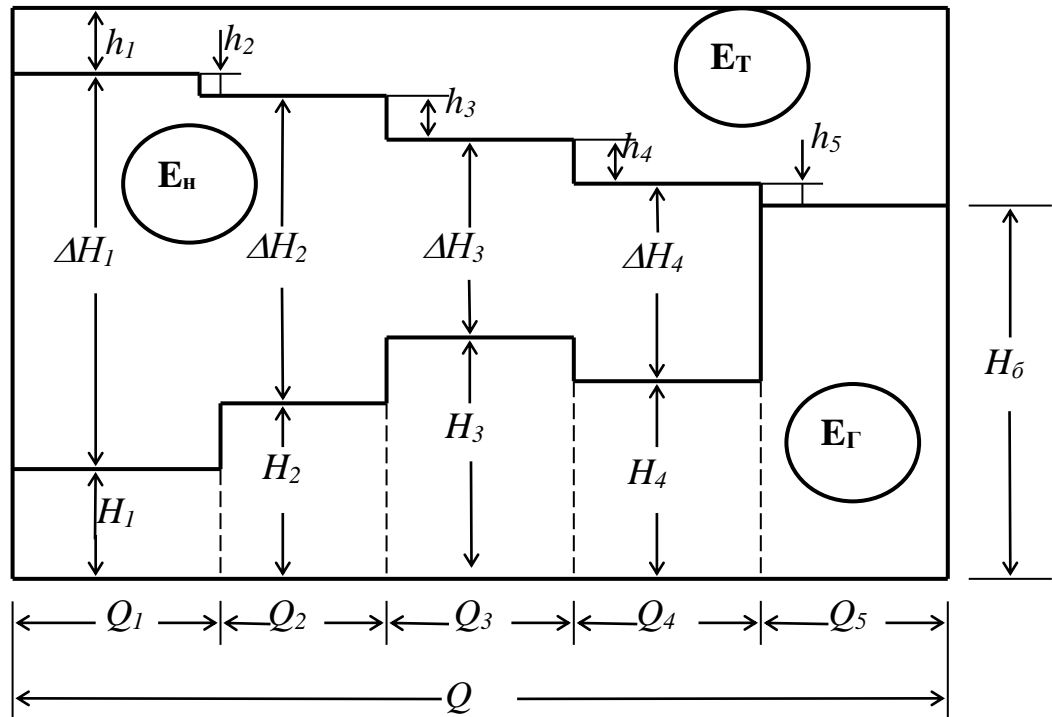 h₁
h₂
Eт
h₃
h₄
h₅
Eн
ΔH₁
ΔH₂
ΔH₃
ΔH₄
Hб
H₁
H₂
H₃
H₄
EГ
Q₁
Q₂
Q₃
Q₄
Q₅
Q